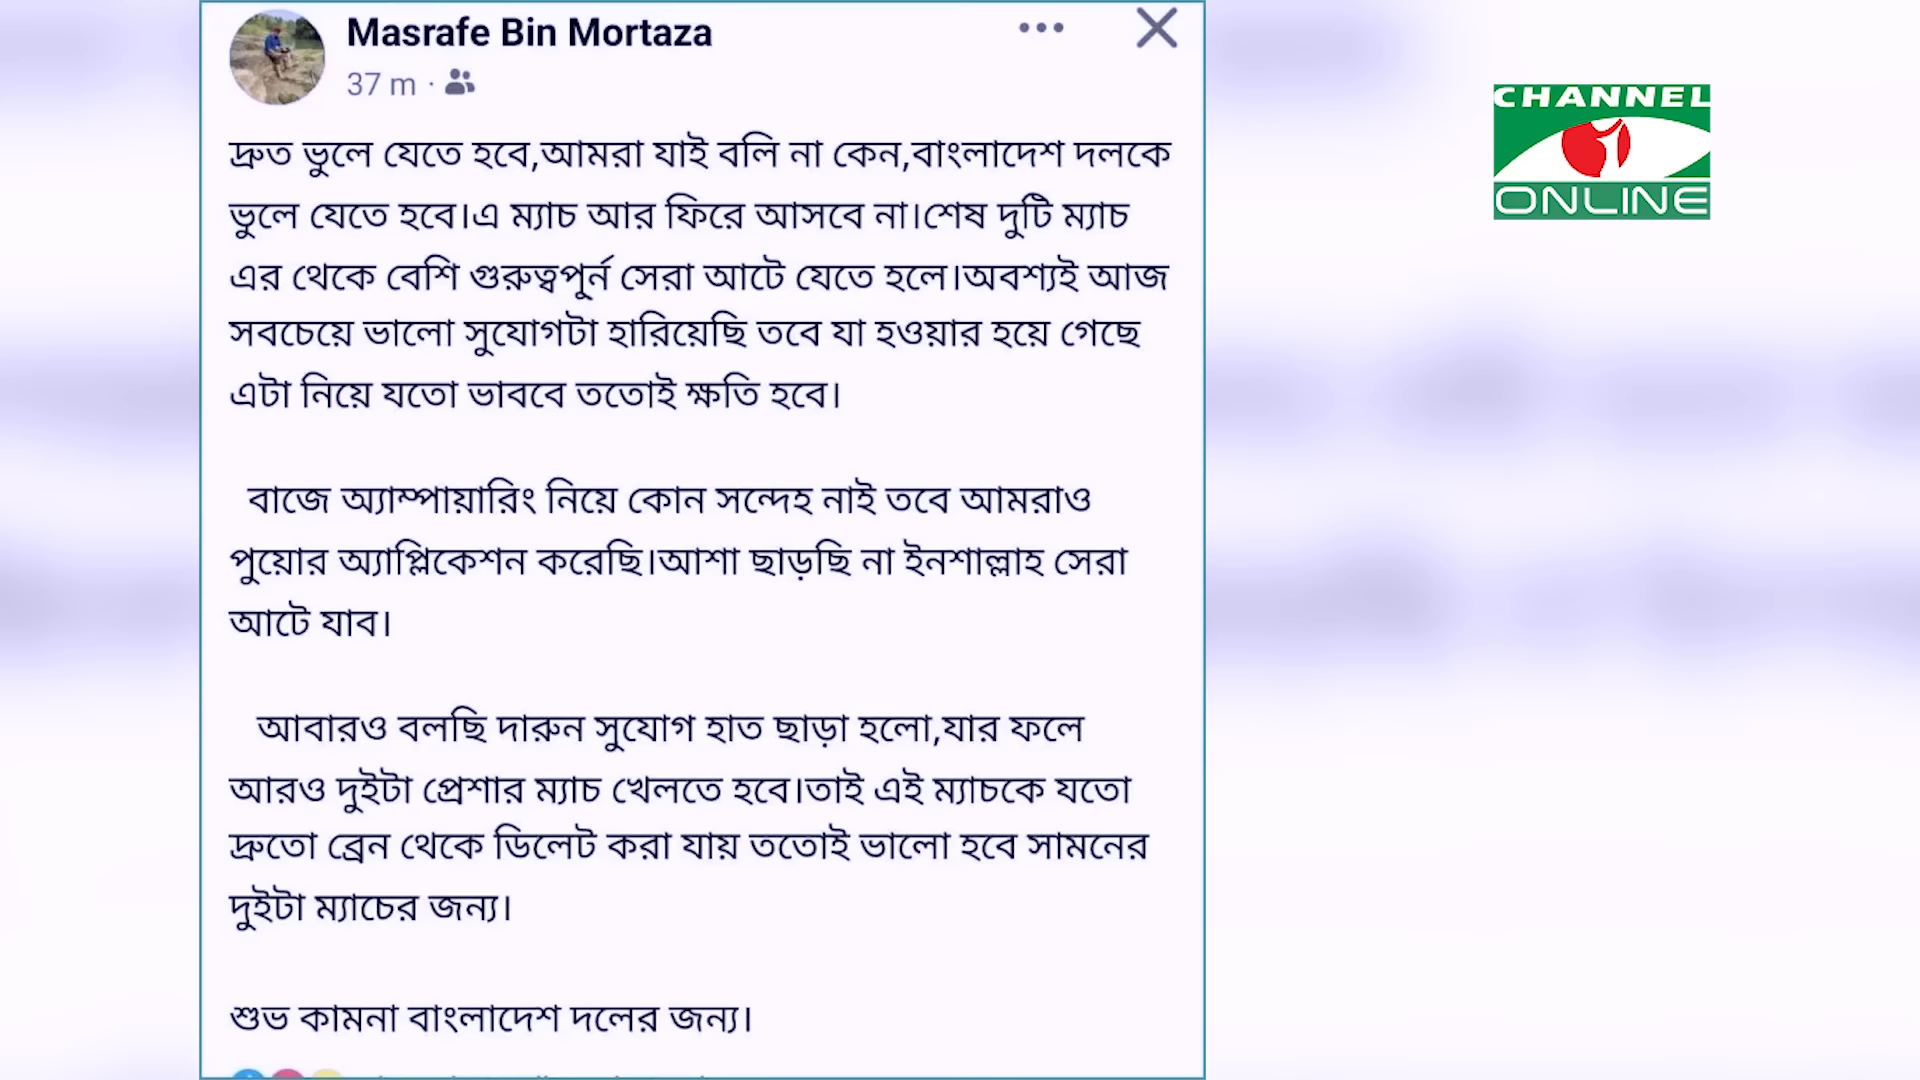 Masrafe Bin Mortaza
37 m ·
দ্রুত ভুলে যেতে হবে,আমরা যাই বলি না কেন,বাংলাদেশ দলকে
ভুলে যেতে হবে।এ ম্যাচ আর ফিরে আসবে না।শেষ দুটি ম্যাচ
এর থেকে বেশি গুরুত্বপূর্ন সেরা আটে যেতে হলে।অবশ্যই আজ
সবচেয়ে ভালো সুযোগটা হারিয়েছি তবে যা হওয়ার হয়ে গেছে
এটা নিয়ে যতো ভাববে ততোই ক্ষতি হবে।
বাজে অ্যাম্পায়ারিং নিয়ে কোন সন্দেহ নাই তবে আমরাও
পুয়োর অ্যাপ্লিকেশন করেছি।আশা ছাড়ছি না ইনশাল্লাহ সেরা
আটে যাব।
আবারও বলছি দারুন সুযোগ হাত ছাড়া হলো,যার ফলে
আরও দুইটা প্রেশার ম্যাচ খেলতে হবে।তাই এই ম্যাচকে যতো
দ্রুতো ব্রেন থেকে ডিলেট করা যায় ততোই ভালো হবে সামনের
দুইটা ম্যাচের জন্য।
শুভ কামনা বাংলাদেশ দলের জন্য।
CHANNEL
ONLINE